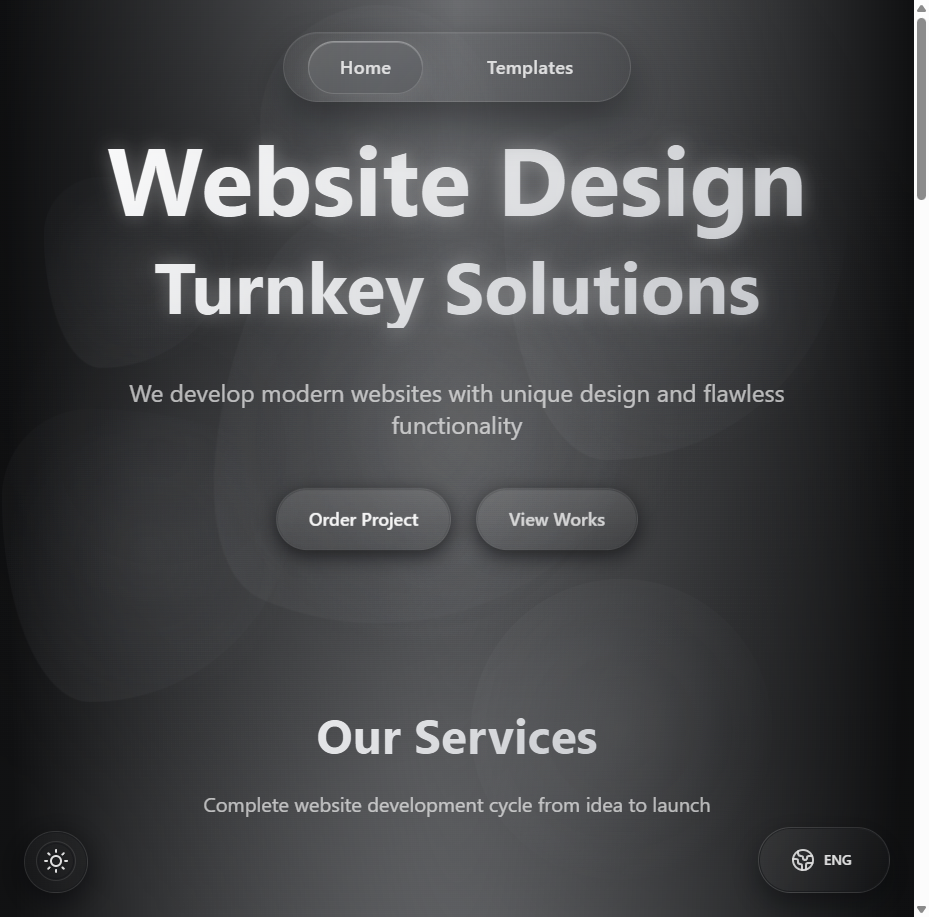 Home
Templates
Website Design
Turnkey Solutions
We develop modern websites with unique design and flawless
functionality
Order Project
View Works
Our Services
Complete website development cycle from idea to launch
ENG